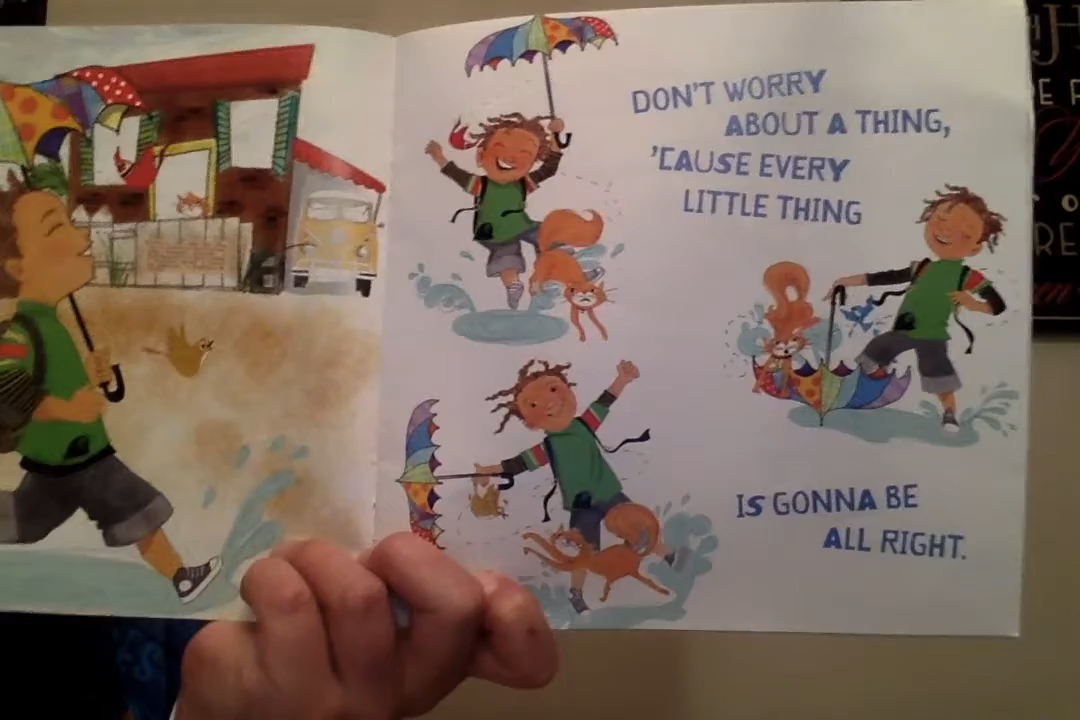 DON'T WORRY
ABOUT A THING,
'CAUSE EVERY
LITTLE THING
IS GONNA BE
ALL RIGHT.